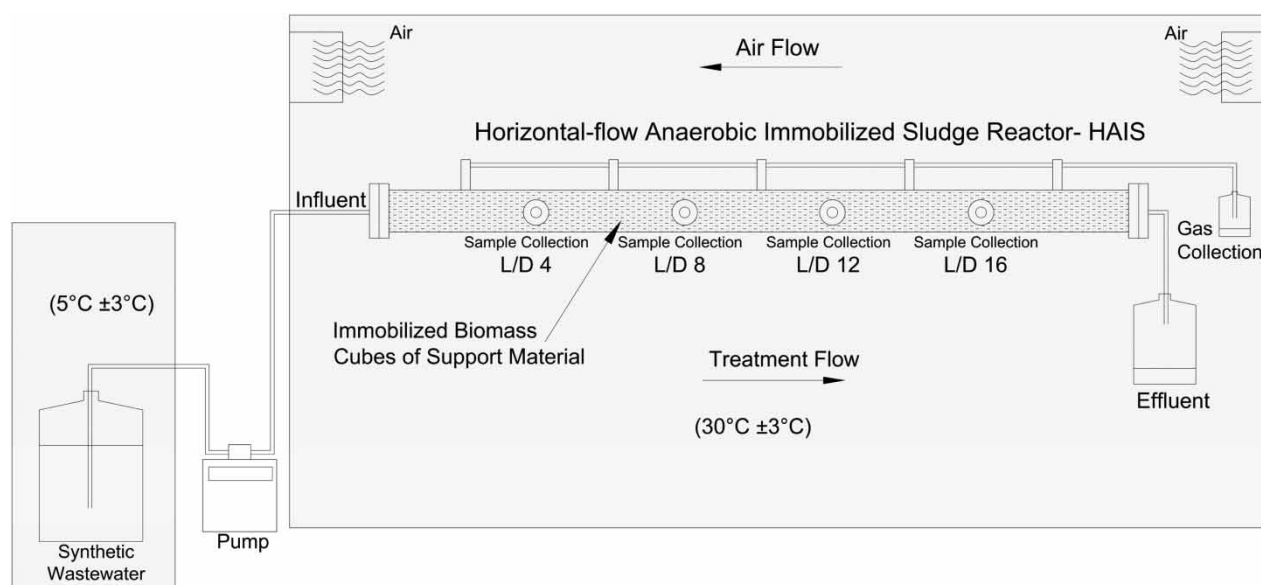 Air
Air
Air Flow
Horizontal-flow Anaerobic Immobilized Sludge Reactor- HAIS
Influent
Sample Collection
L/D 4
Sample Collection
L/D 8
Sample Collection
L/D 12
Sample Collection
L/D 16
Gas
Collection
(5°C ±3°C)
Immobilized Biomass
Cubes of Support Material
Treatment Flow
(30°C ±3°C)
Effluent
Pump
Synthetic
Wastewater